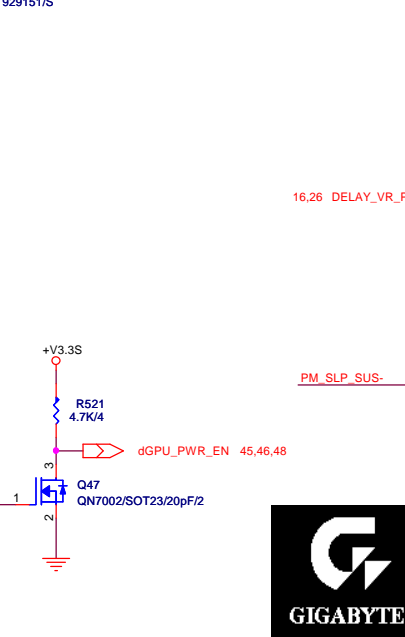 929151/S
16,26 DELAY_VR_
+V3.3S
PM_SLP_SUS-
R521
4.7K/4
dGPU_PWR_EN 45,46,48
3
Q47
1
QN7002/SOT23/20pF/2
2
GIGABYTE